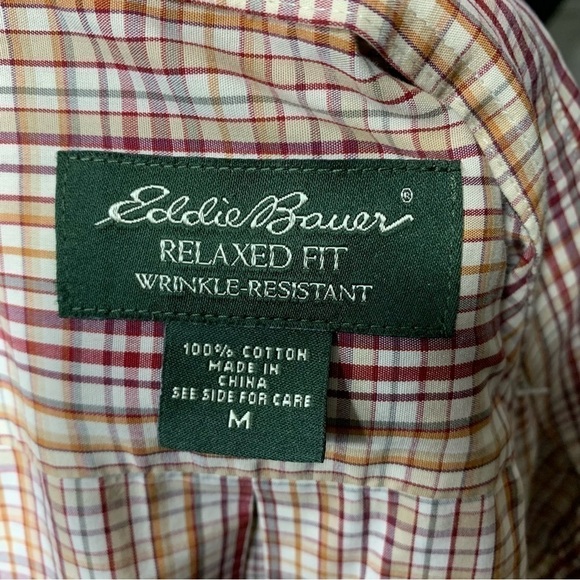 Eddie Bauer®
RELAXED FIT
WRINKLE-RESISTANT
100% COTTON
MADE IN
CHINA
SEE SIDE FOR CARE
M